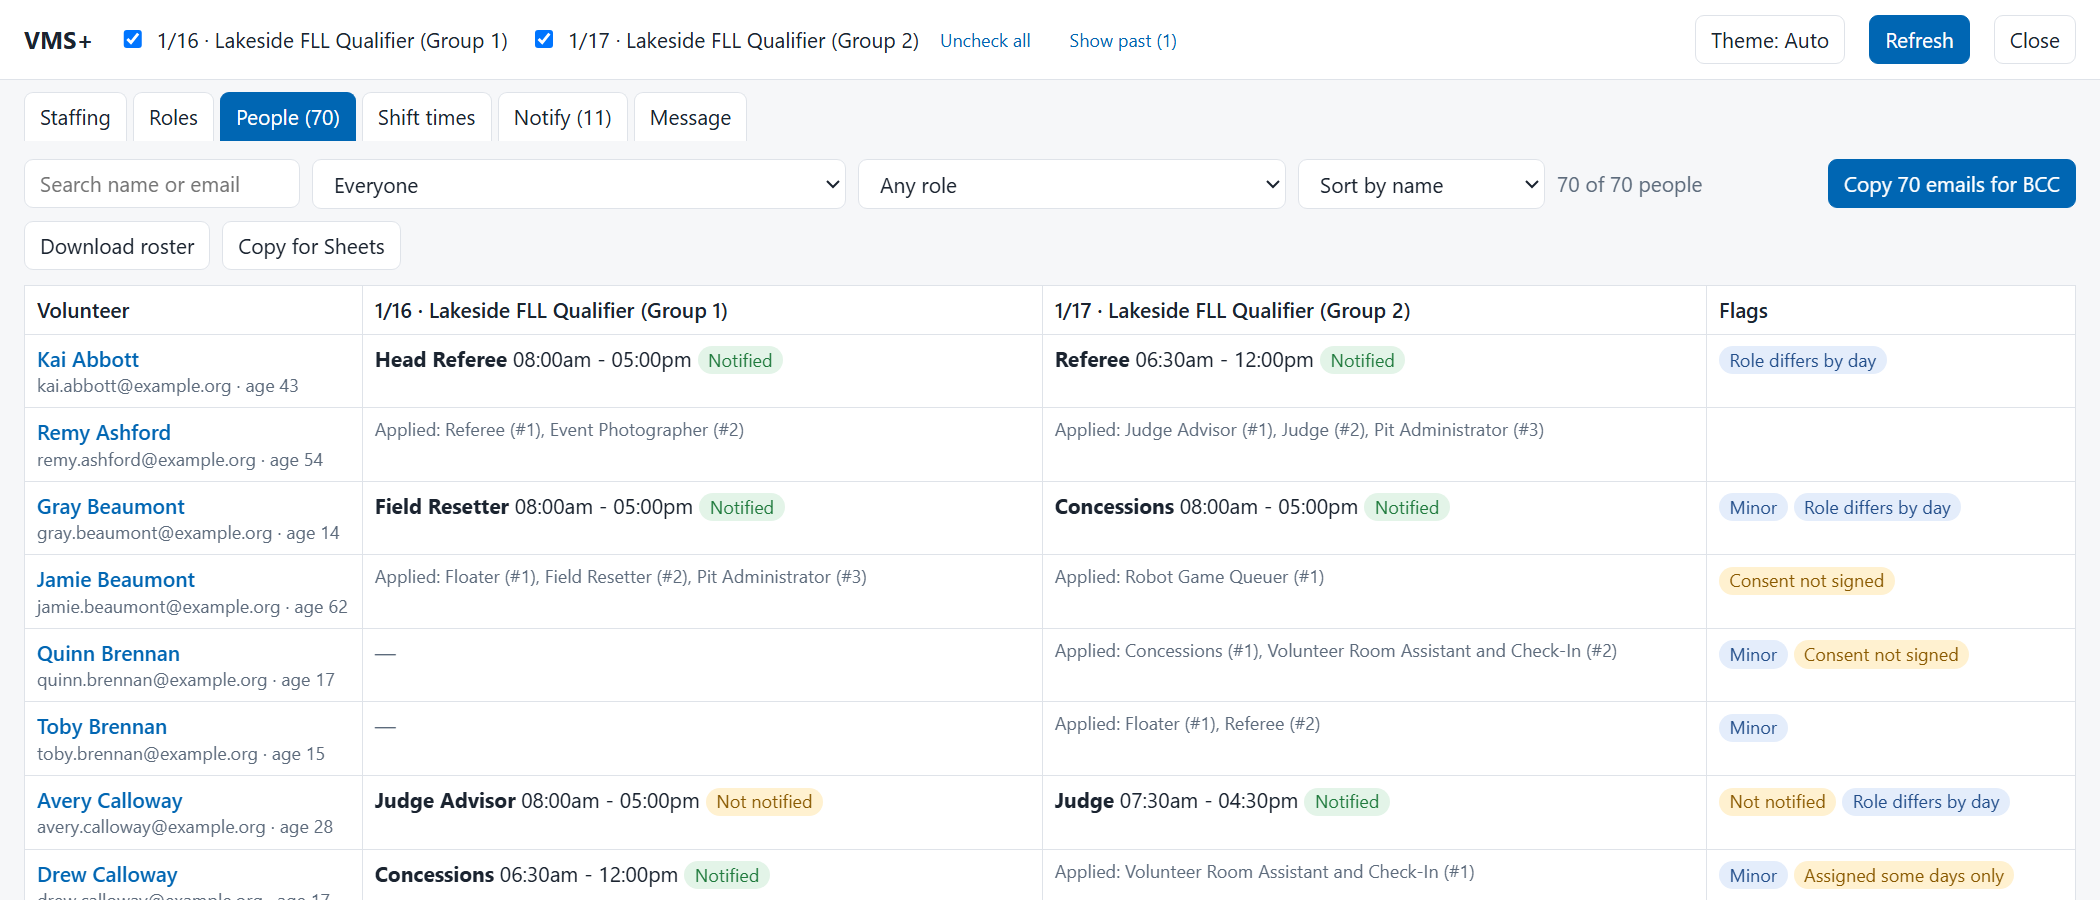 VMS+ 1/16 · Lakeside FLL Qualifier (Group 1) 1/17 · Lakeside FLL Qualifier (Group 2) Uncheck all Show past (1) Theme: Auto Refresh Close
Staffing Roles People (70) Shift times Notify (11) Message
Search name or email Everyone Any role Sort by name 70 of 70 people Copy 70 emails for BCC
Download roster Copy for Sheets
Volunteer 1/16 · Lakeside FLL Qualifier (Group 1) 1/17 · Lakeside FLL Qualifier (Group 2) Flags
Kai Abbott Head Referee 08:00am - 05:00pm Notified Referee 06:30am - 12:00pm Notified Role differs by day
kai.abbott@example.org · age 43
Remy Ashford Applied: Referee (#1), Event Photographer (#2) Applied: Judge Advisor (#1), Judge (#2), Pit Administrator (#3)
remy.ashford@example.org · age 54
Gray Beaumont Field Resetter 08:00am - 05:00pm Notified Concessions 08:00am - 05:00pm Notified Minor Role differs by day
gray.beaumont@example.org · age 14
Jamie Beaumont Applied: Floater (#1), Field Resetter (#2), Pit Administrator (#3) Applied: Robot Game Queuer (#1) Consent not signed
jamie.beaumont@example.org · age 62
Quinn Brennan — Applied: Concessions (#1), Volunteer Room Assistant and Check-In (#2) Minor Consent not signed
quinn.brennan@example.org · age 17
Toby Brennan — Applied: Floater (#1), Referee (#2) Minor
toby.brennan@example.org · age 15
Avery Calloway Judge Advisor 08:00am - 05:00pm Not notified Judge 07:30am - 04:30pm Notified Not notified Role differs by day
avery.calloway@example.org · age 28
Drew Calloway Concessions 06:30am - 12:00pm Notified Applied: Volunteer Room Assistant and Check-In (#1) Minor Assigned some days only
drew.calloway@example.org · age 17